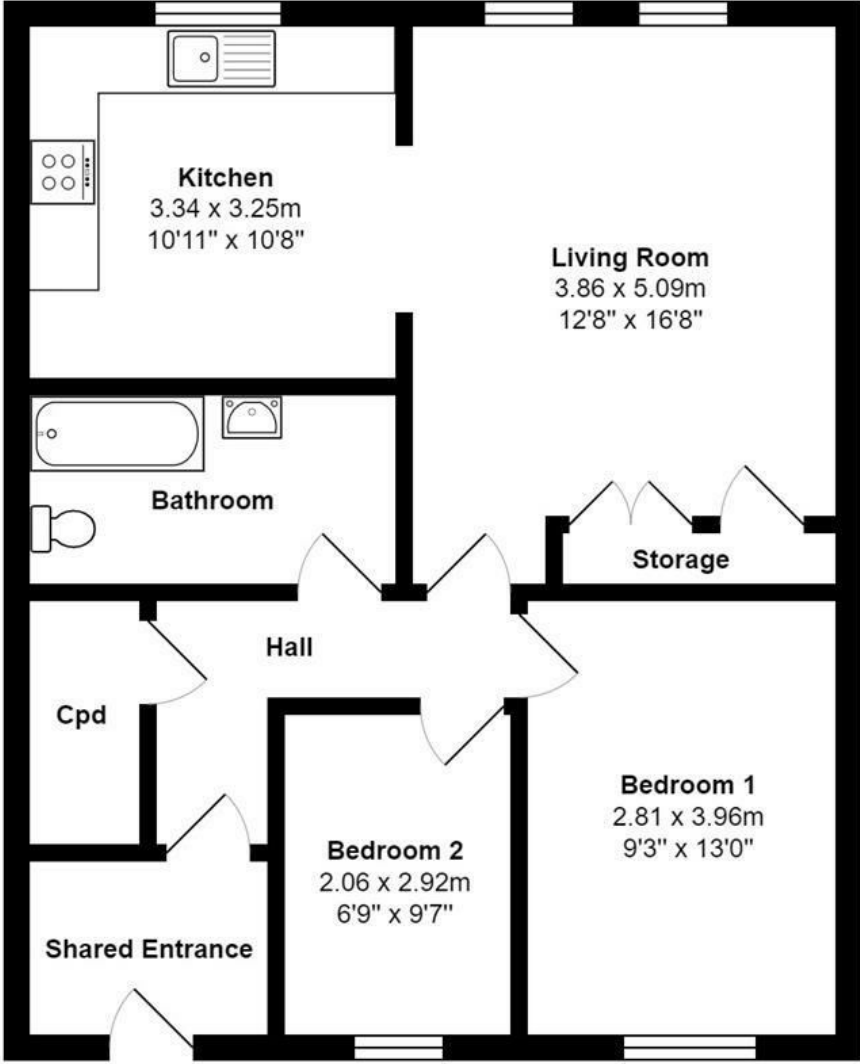 Kitchen
3.34 x 3.25m
10'11" x 10'8"
Living Room
3.86 x 5.09m
12'8" x 16'8"
Bathroom
Storage
Hall
Cpd
Bedroom 1
2.81 x 3.96m
9'3" x 13'0"
Bedroom 2
2.06 x 2.92m
6'9" x 9'7"
Shared Entrance